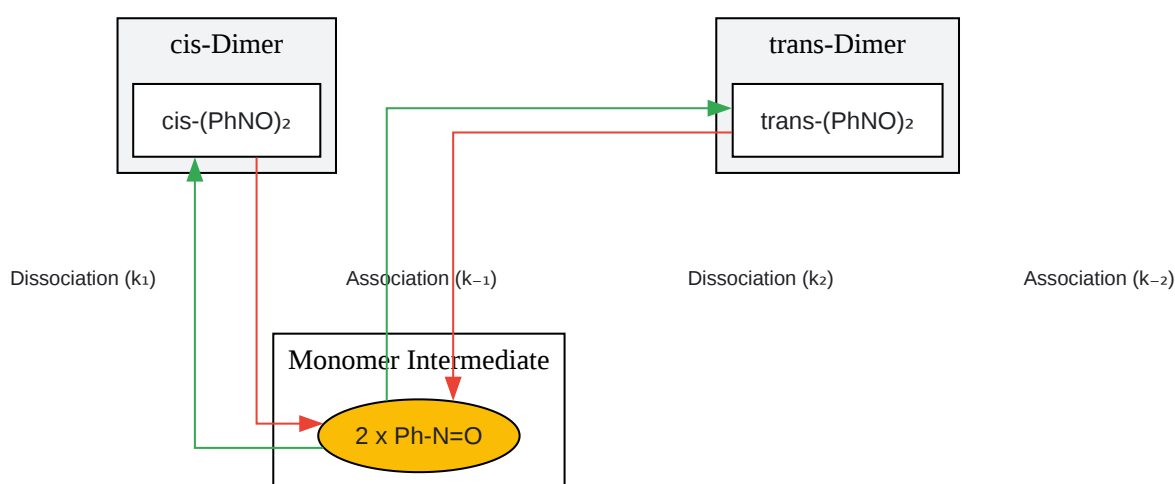 cis-Dimer
trans-Dimer
cis-(PhNO)₂
trans-(PhNO)₂
Dissociation (k₁)
Association (k₋₁)
Dissociation (k₂)
Association (k₋₂)
Monomer Intermediate
2 x Ph-N=O